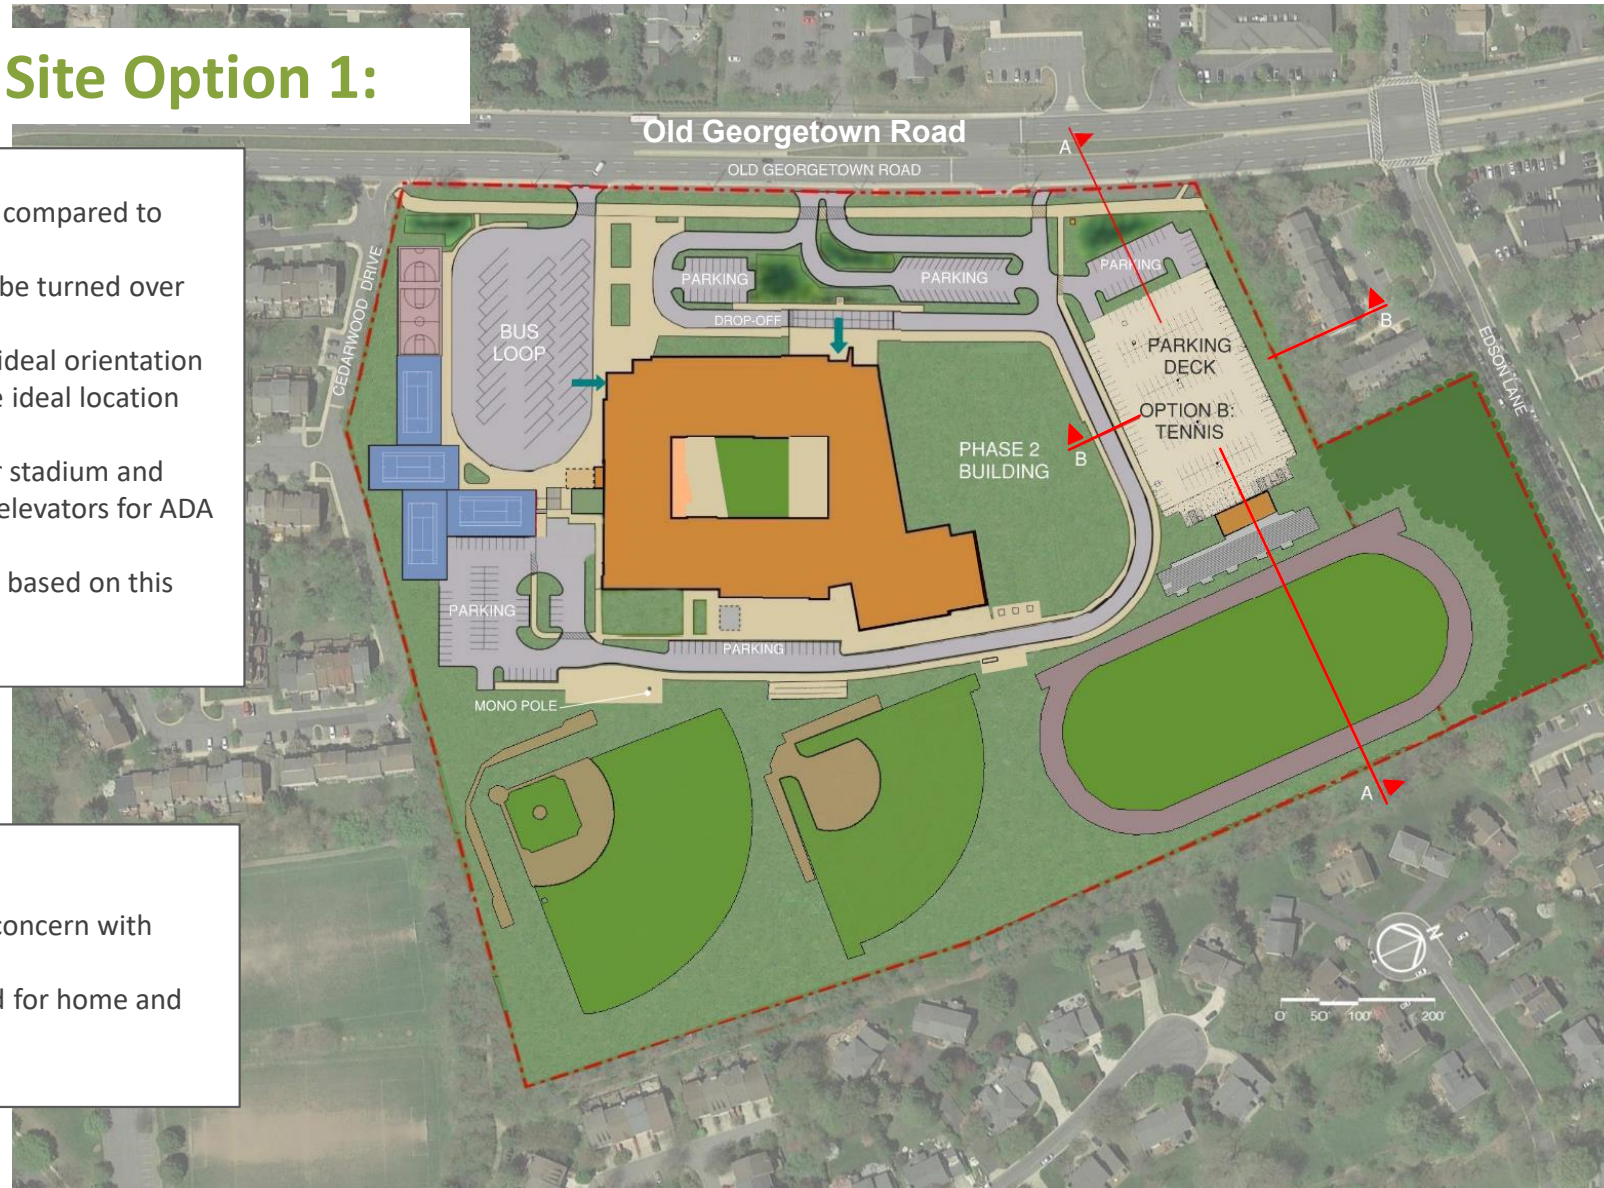 Site Option 1:
compared to
be turned over
ideal orientation
e ideal location
r stadium and
elevators for ADA
based on this
concern with
d for home and
Old Georgetown Road
OLD GEORGETOWN ROAD
A
CEDARWOOD DRIVE
BUS
LOOP
PARKING
PARKING
PARKING
DROP-OFF
PARKING
DECK
OPTION B:
TENNIS
B
B
EDSON LANE
PHASE 2
BUILDING
PARKING
PARKING
MONO POLE
A
N
0' 50' 100' 200'